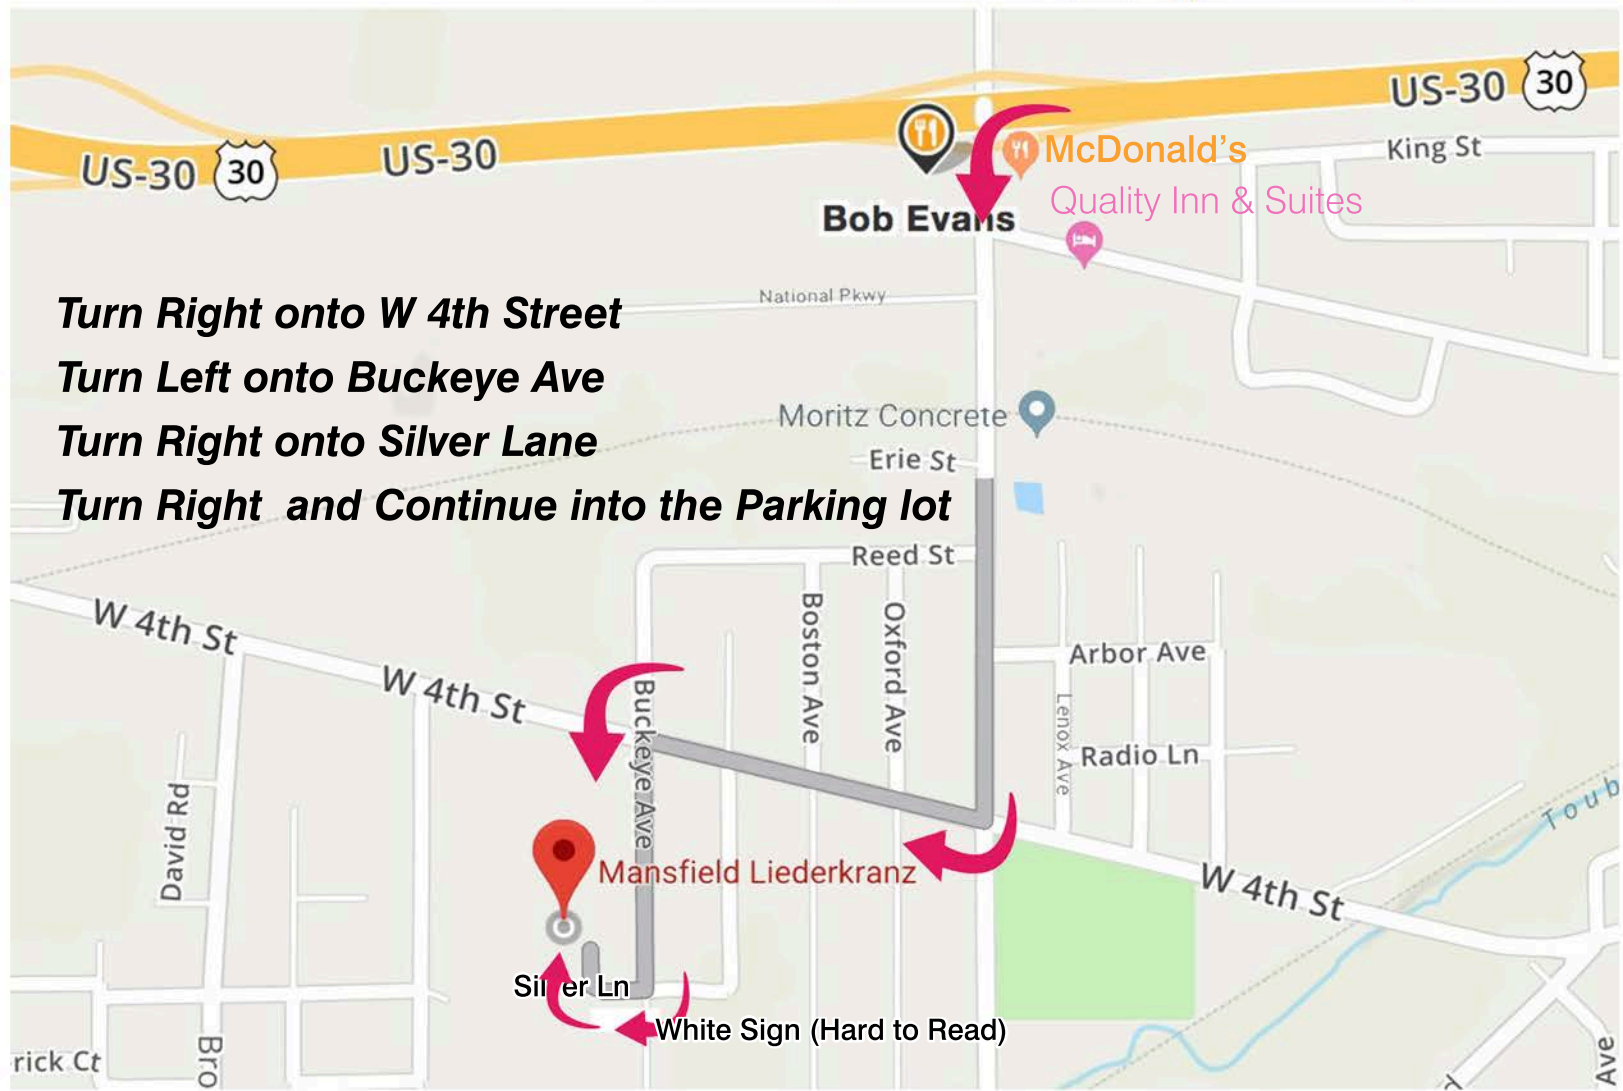 US-30
30
US-30
30
US-30
King St
McDonald's
Quality Inn & Suites
Bob Evans
National Pkwy
Turn Right onto W 4th Street
Turn Left onto Buckeye Ave
Turn Right onto Silver Lane
Turn Right  and Continue into the Parking lot
Moritz Concrete
Erie St
Reed St
W 4th St
W 4th St
Boston Ave
Oxford Ave
Arbor Ave
Lenox Ave
Radio Ln
Buckeye Ave
David Rd
Mansfield Liederkranz
Toub
W 4th St
Silver Ln
White Sign (Hard to Read)
rick Ct
Bro
Ave